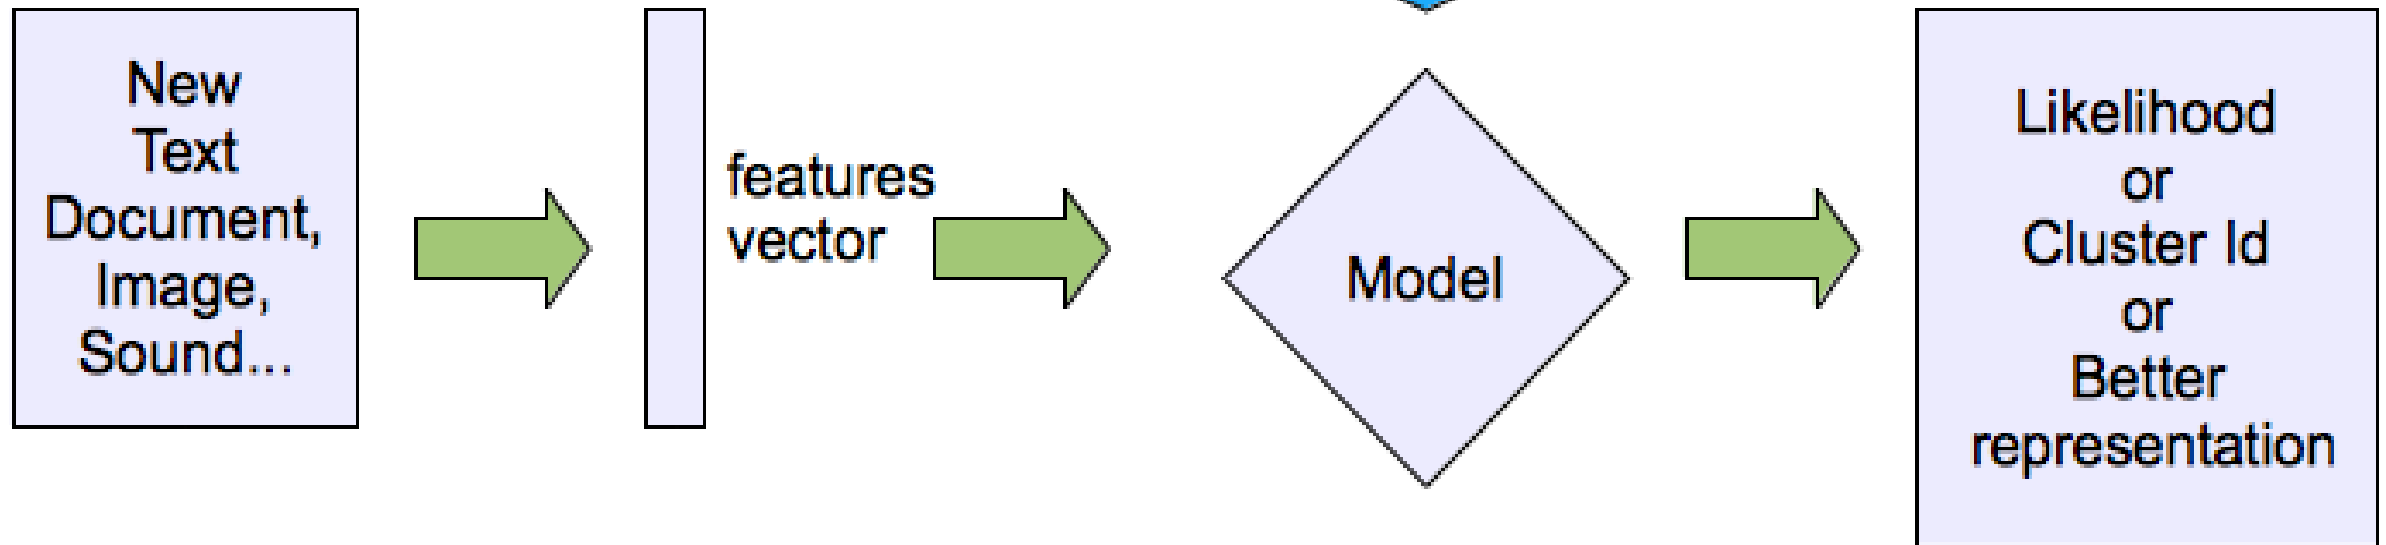 New
Text
Document,
Image,
Sound...
features
vector
Model
Likelihood
or
Cluster Id
or
Better
representation